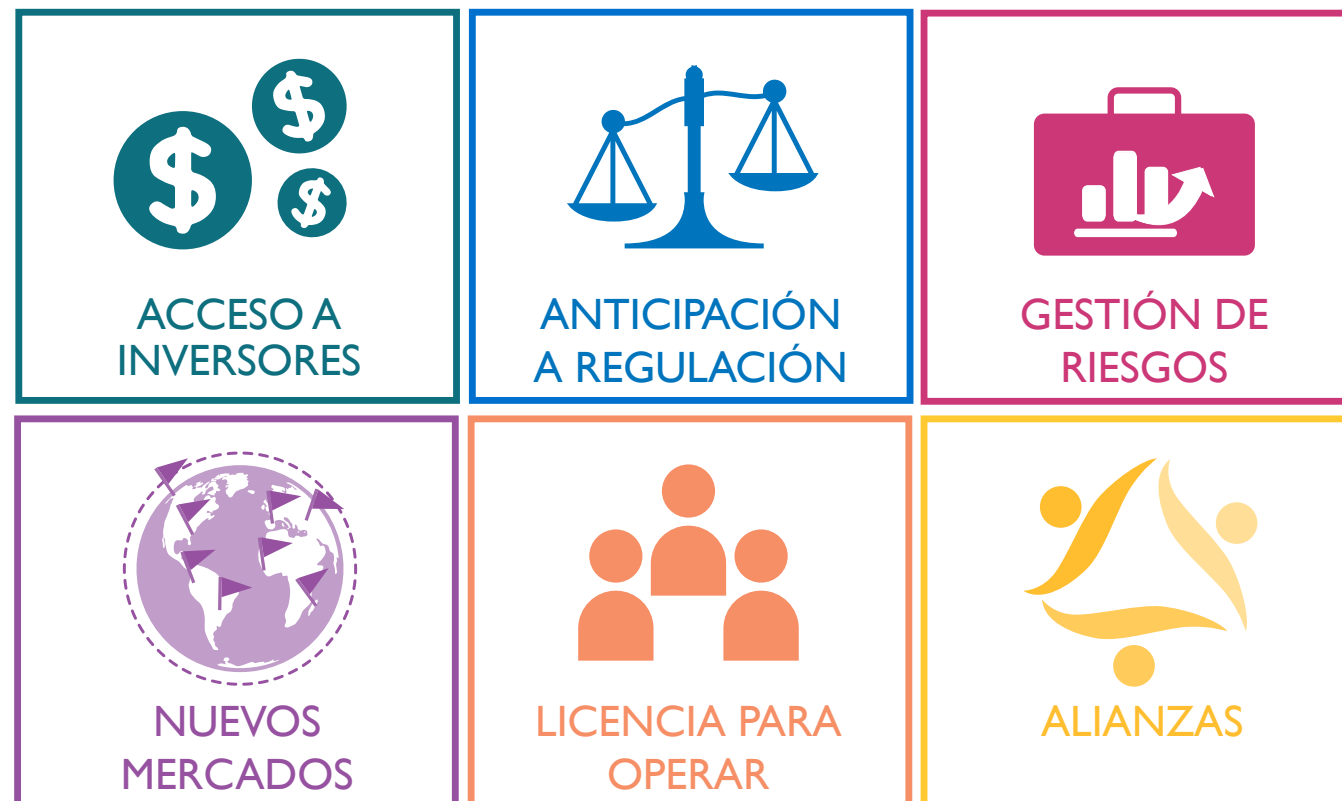 ACCESO A
INVERSORES
ANTICIPACIÓN
A REGULACIÓN
GESTIÓN DE
RIESGOS
NUEVOS
MERCADOS
LICENCIA PARA
OPERAR
ALIANZAS